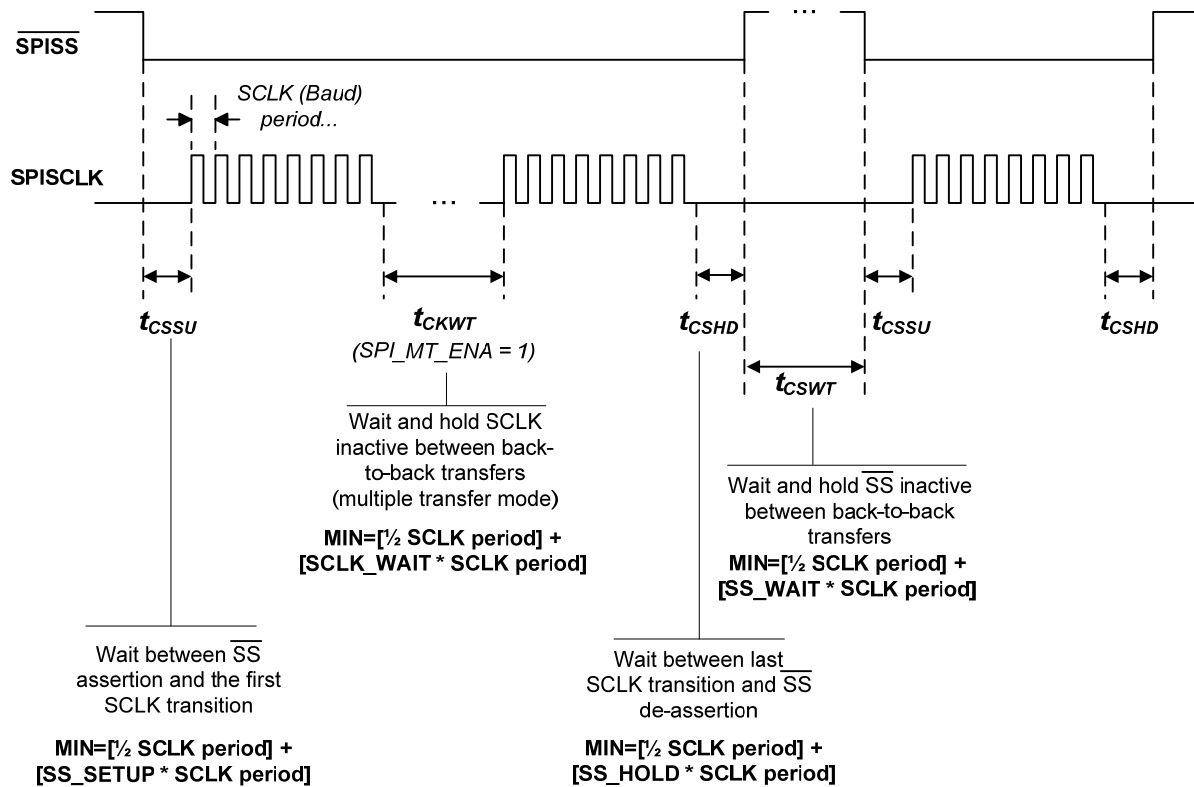 SPISS
...
SCLK (Baud)
period...
SPISCLK
...
tCSSU
tCKWT
(SPI_MT_ENA = 1)
tCSHD
tCSSU
tCSHD
tCSWT
Wait and hold SCLK
inactive between back-
to-back transfers
(multiple transfer mode)
MIN=[½ SCLK period] +
[SCLK_WAIT * SCLK period]
Wait and hold SS inactive
between back-to-back
transfers
MIN=[½ SCLK period] +
[SS_WAIT * SCLK period]
Wait between SS
assertion and the first
SCLK transition
MIN=[½ SCLK period] +
[SS_SETUP * SCLK period]
Wait between last
SCLK transition and SS
de-assertion
MIN=[½ SCLK period] +
[SS_HOLD * SCLK period]